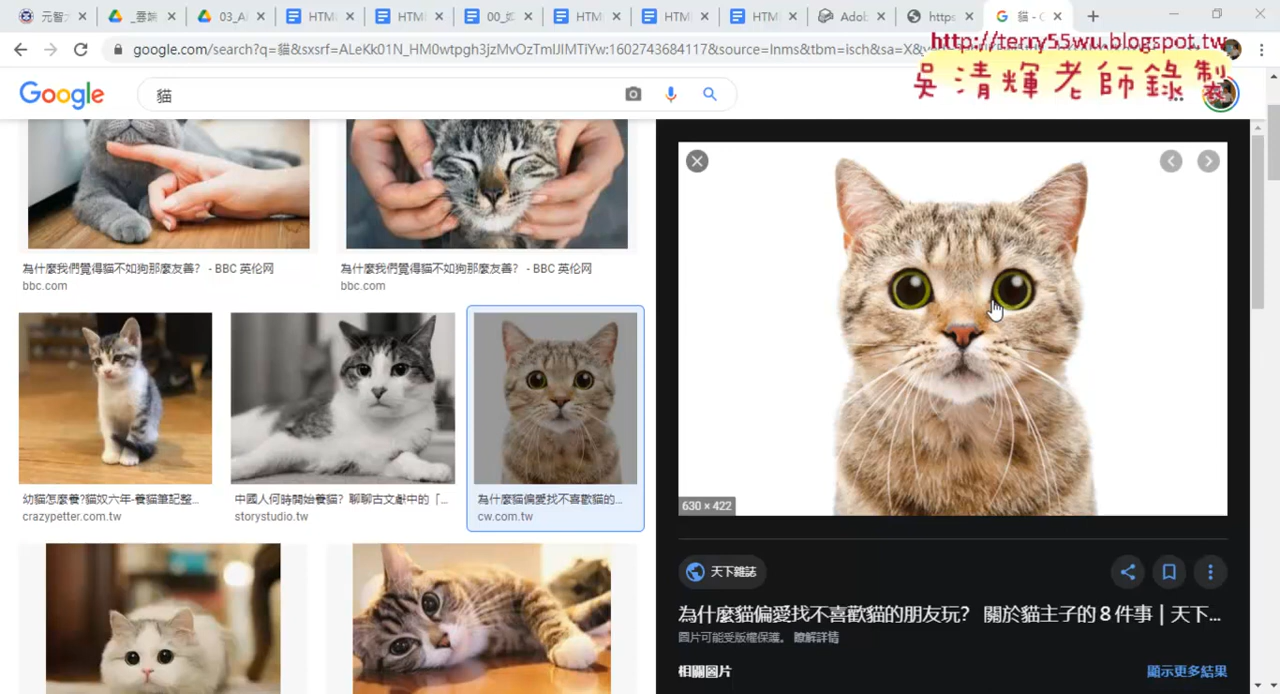 元智
_雲端
03_A
HTMI
HTMI
00_如
HTMI
HTMI
HTMI
Adob
https
貓 - G
google.com/search?q=貓&sxsrf=ALeKk01N_HM0wtpgh3jzMvOzTmIJIMTiYw:1602743684117&source=lnms&tbm=isch&sa=X&v
http://terry55wu.blogspot.tw
吳清輝老師錄製
Google
貓
為什麼我們覺得貓不如狗那麼友善? - BBC 英伦网
bbc.com
為什麼我們覺得貓不如狗那麼友善? - BBC 英伦网
bbc.com
幼貓怎麼養?貓奴六年-養貓筆記整...
crazypetter.com.tw
中國人何時開始養貓？聊聊古文獻中的「...
storystudio.tw
為什麼貓偏愛找不喜歡貓的...
cw.com.tw
630 × 422
天下雜誌
為什麼貓偏愛找不喜歡貓的朋友玩？ 關於貓主子的 8 件事｜天下...
圖片可能受版權保護。 瞭解詳情
相關圖片
顯示更多結果